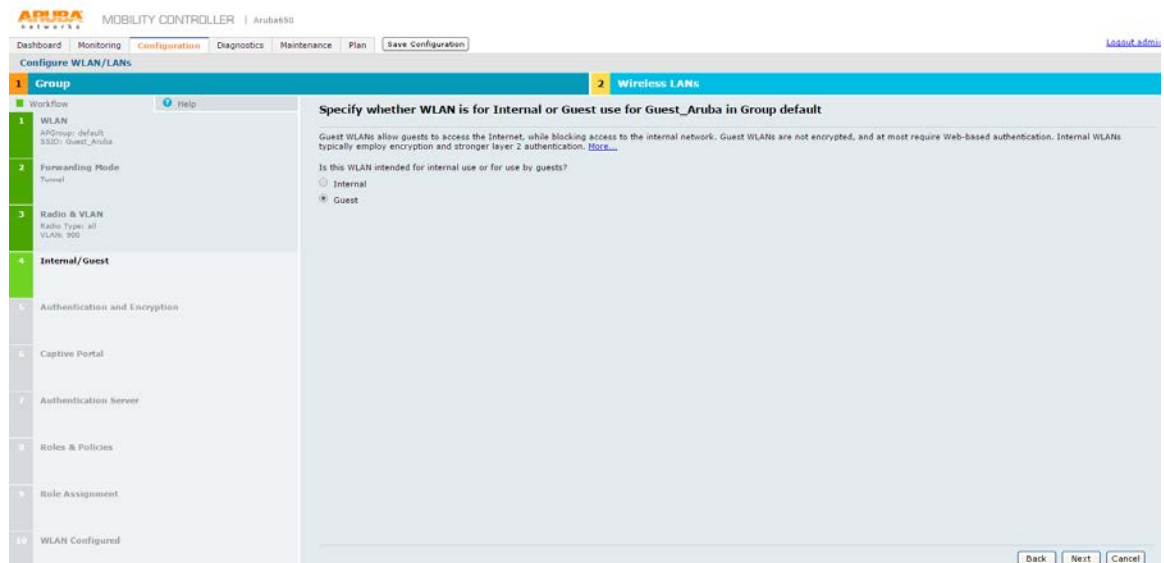 ARUBA
networks
MOBILITY CONTROLLER | Aruba650
Dashboard Monitoring Configuration Diagnostics Maintenance Plan Save Configuration
Logout admi
Configure WLAN/LANs
1 Group
2 Wireless LANs
Workflow
Help
1 WLAN
APGroup: default
SSID: Guest_Aruba
2 Forwarding Mode
Tunnel
3 Radio & VLAN
Radio Type: all
VLAN: 900
4 Internal/Guest
5 Authentication and Encryption
6 Captive Portal
7 Authentication Server
8 Roles & Policies
9 Role Assignment
10 WLAN Configured
Specify whether WLAN is for Internal or Guest use for Guest_Aruba in Group default
Guest WLANs allow guests to access the Internet, while blocking access to the internal network. Guest WLANs are not encrypted, and at most require Web-based authentication. Internal WLANs
typically employ encryption and stronger layer 2 authentication. More...
Is this WLAN intended for internal use or for use by guests?
Internal
Guest
Back Next Cancel